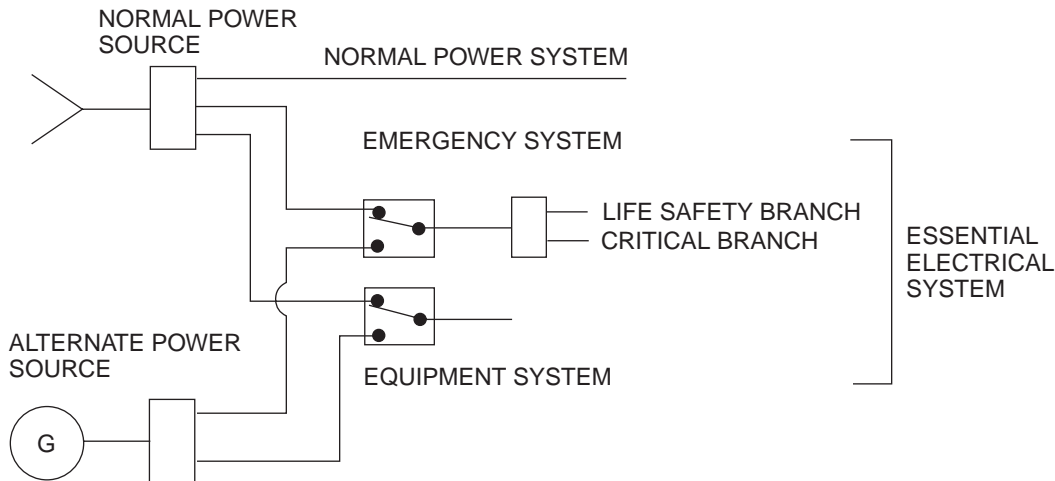 NORMAL POWER
SOURCE
NORMAL POWER SYSTEM
EMERGENCY SYSTEM
LIFE SAFETY BRANCH
CRITICAL BRANCH
ESSENTIAL
ELECTRICAL
SYSTEM
ALTERNATE POWER
SOURCE
EQUIPMENT SYSTEM
G